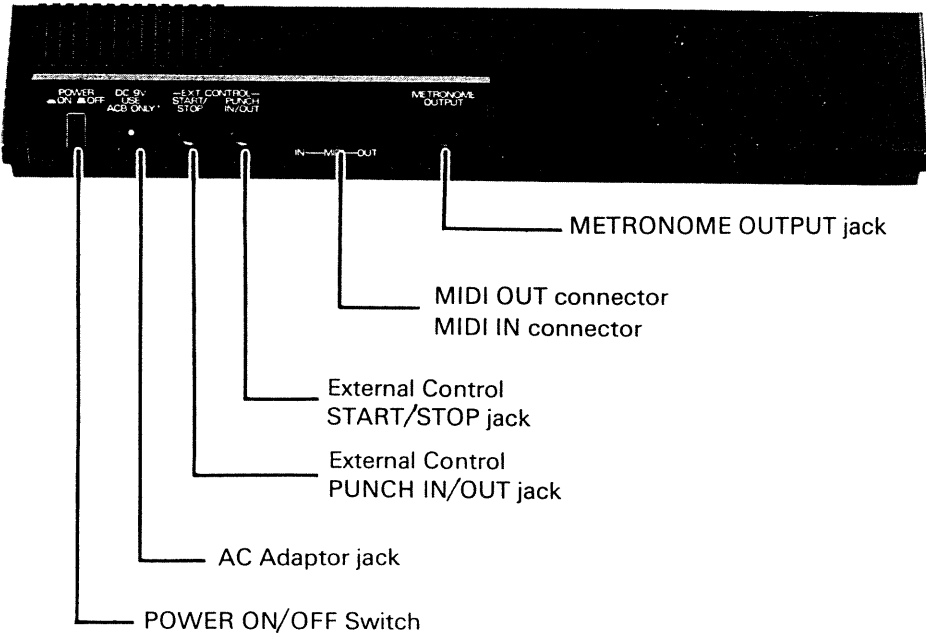 POWER
ON OFF
DC 9V
USE
ACB ONLY
EXT CONTROL
START/
STOP
PUNCH
IN/OUT
METRONOME
OUTPUT
IN MIDI OUT
METRONOME OUTPUT jack
MIDI OUT connector
MIDI IN connector
External Control
START/STOP jack
External Control
PUNCH IN/OUT jack
AC Adaptor jack
POWER ON/OFF Switch